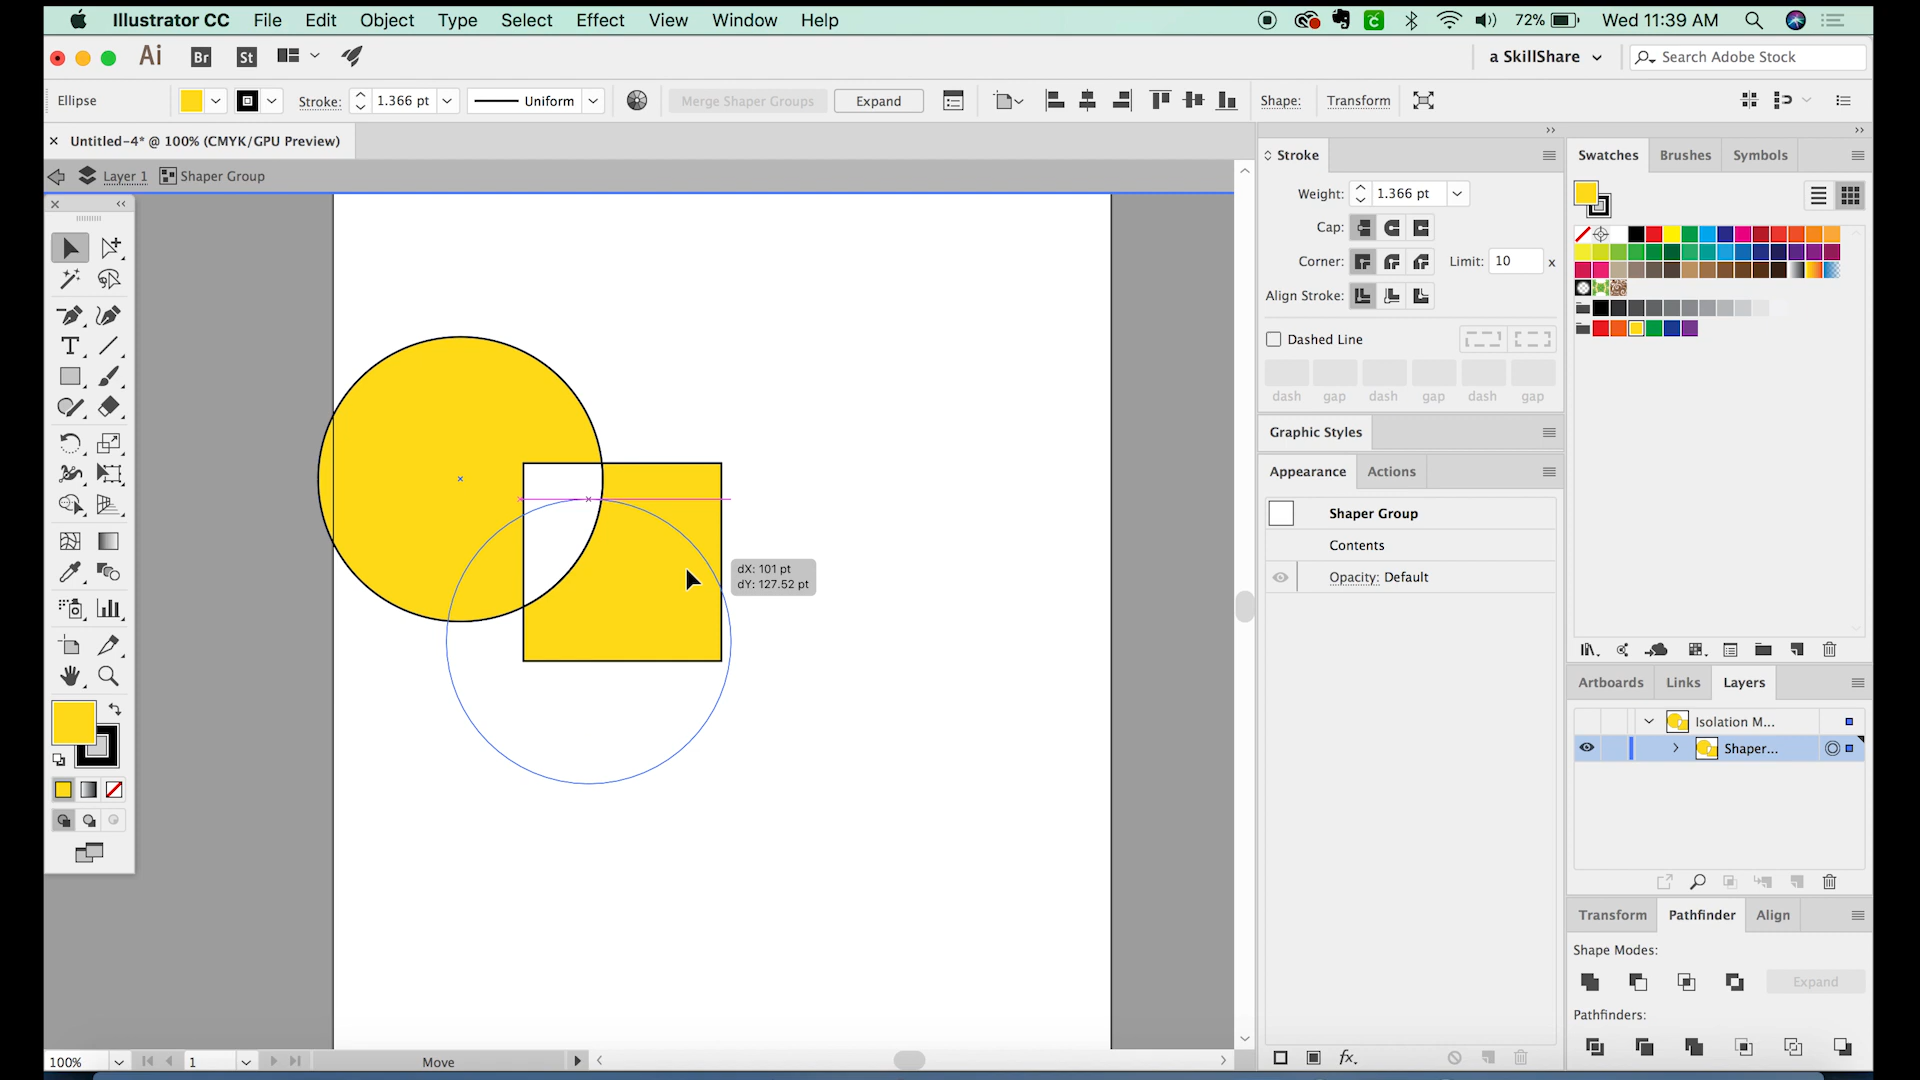 Illustrator CC File Edit Object Type Select Effect View Window Help 72% Wed 11:39 AM
Ai Br St a SkillShare Search Adobe Stock
Ellipse Stroke: 1.366 pt Uniform Merge Shaper Groups Expand Shape: Transform
Untitled-4* @ 100% (CMYK/GPU Preview)
Layer 1 Shaper Group
Stroke
Weight: 1.366 pt
Cap:
Corner: Limit: 10 x
Align Stroke:
Dashed Line
dash gap dash gap dash gap
Graphic Styles
Appearance Actions
Shaper Group
Contents
Opacity: Default
fx.
Swatches Brushes Symbols
Artboards Links Layers
Isolation M...
Shaper...
Transform Pathfinder Align
Shape Modes:
Expand
Pathfinders:
dX: 101 pt
dY: 127.52 pt
100% 1 Move